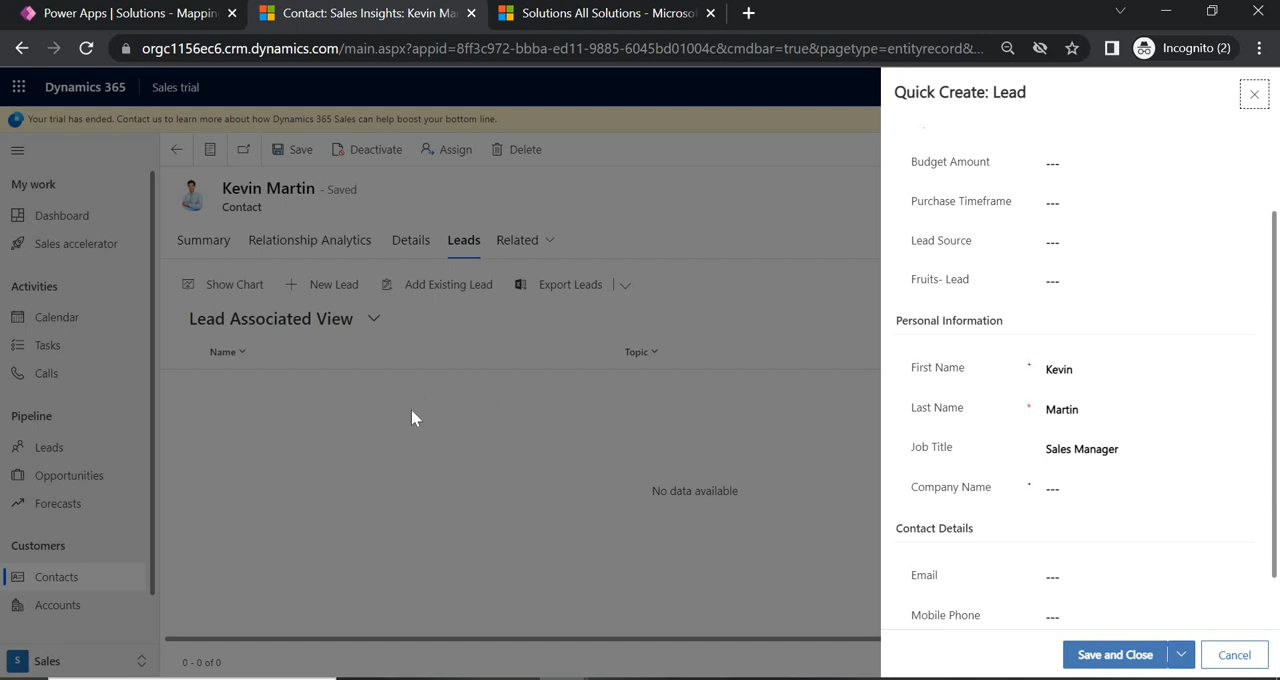 Power Apps | Solutions - Mappin
Contact: Sales Insights: Kevin Ma
Solutions All Solutions - Microsof
orgc1156ec6.crm.dynamics.com/main.aspx?appid=8ff3c972-bbba-ed11-9885-6045bd01004c&cmdbar=true&pagetype=entityrecord&...
Incognito (2)
Dynamics 365
Sales trial
Your trial has ended. Contact us to learn more about how Dynamics 365 Sales can help boost your bottom line.
Save
Deactivate
Assign
Delete
My work
Dashboard
Sales accelerator
Activities
Calendar
Tasks
Calls
Pipeline
Leads
Opportunities
Forecasts
Customers
Contacts
Accounts
S Sales
Kevin Martin - Saved
Contact
Summary
Relationship Analytics
Details
Leads
Related
Show Chart
New Lead
Add Existing Lead
Export Leads
Lead Associated View
Name
Topic
No data available
0 - 0 of 0
Quick Create: Lead
Budget Amount ---
Purchase Timeframe ---
Lead Source ---
Fruits- Lead ---
Personal Information
First Name + Kevin
Last Name * Martin
Job Title Sales Manager
Company Name + ---
Contact Details
Email ---
Mobile Phone ---
Save and Close
Cancel